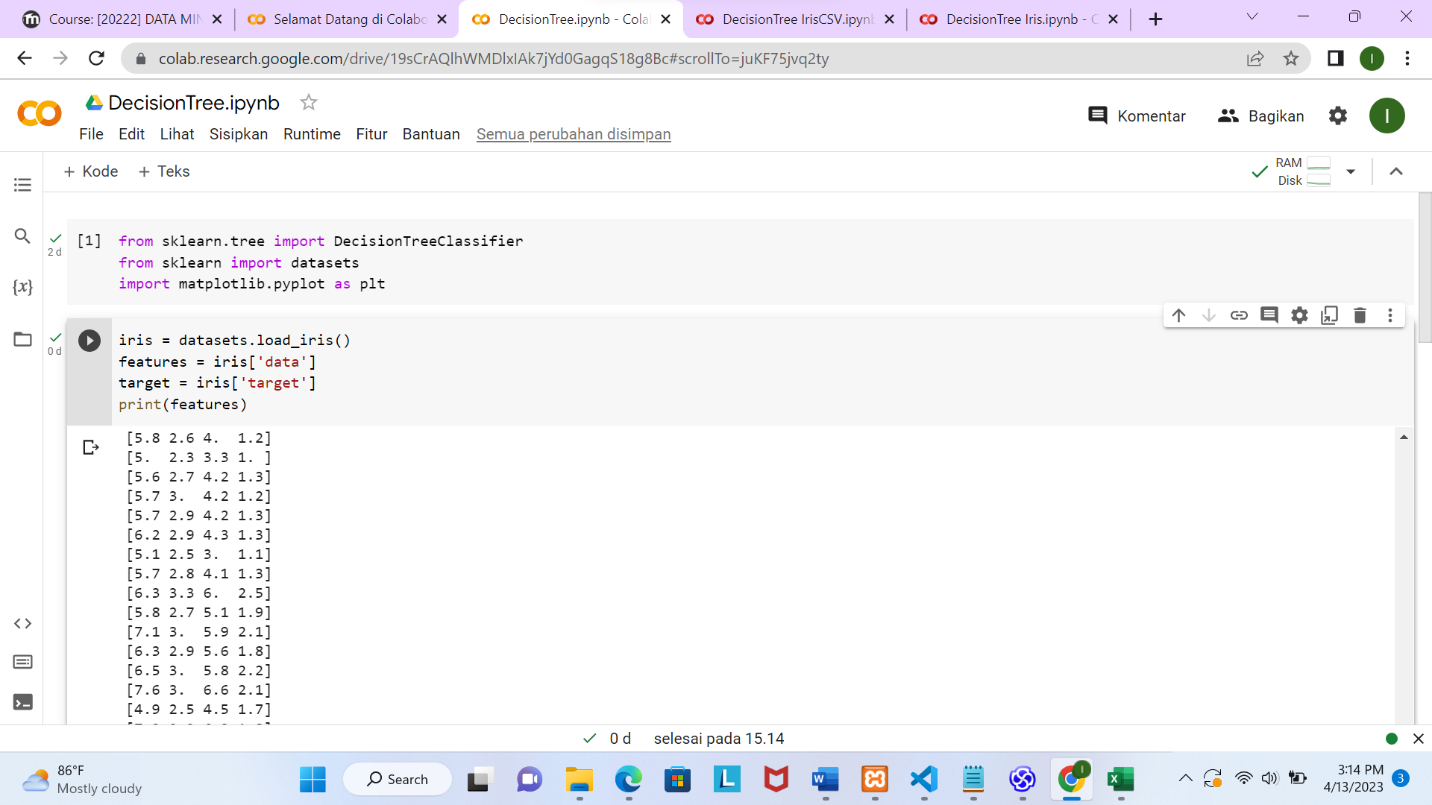 Course: [20222] DATA MIN
Selamat Datang di Colabo
DecisionTree.ipynb - Cola
DecisionTree IrisCSV.ipynb
DecisionTree Iris.ipynb - C
colab.research.google.com/drive/19sCrAQlhWMDlxIAk7jYd0GagqS18g8Bc#scrollTo=juKF75jvq2ty
I
DecisionTree.ipynb
File Edit Lihat Sisipkan Runtime Fitur Bantuan Semua perubahan disimpan
Komentar Bagikan I
+ Kode + Teks
RAM
Disk
2 d
[1] from sklearn.tree import DecisionTreeClassifier
from sklearn import datasets
import matplotlib.pyplot as plt
0 d
iris = datasets.load_iris()
features = iris['data']
target = iris['target']
print(features)
[5.8 2.6 4. 1.2]
[5. 2.3 3.3 1. ]
[5.6 2.7 4.2 1.3]
[5.7 3. 4.2 1.2]
[5.7 2.9 4.2 1.3]
[6.2 2.9 4.3 1.3]
[5.1 2.5 3. 1.1]
[5.7 2.8 4.1 1.3]
[6.3 3.3 6. 2.5]
[5.8 2.7 5.1 1.9]
[7.1 3. 5.9 2.1]
[6.3 2.9 5.6 1.8]
[6.5 3. 5.8 2.2]
[7.6 3. 6.6 2.1]
[4.9 2.5 4.5 1.7]
0 d selesai pada 15.14
86°F
Mostly cloudy
Search
3:14 PM
4/13/2023
3